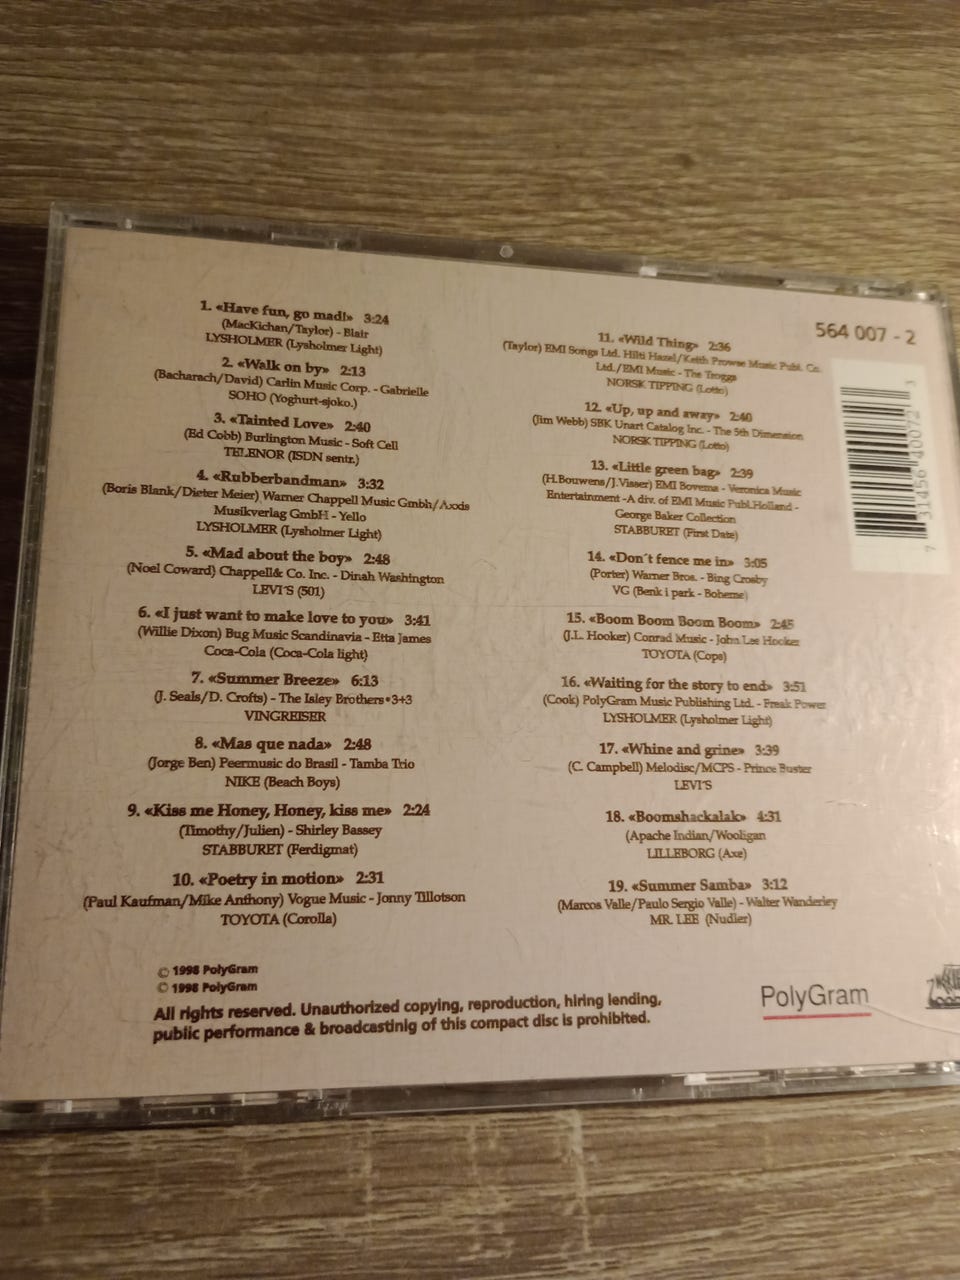 1. «Have fun, go mad!» 3:24
(MacKichan/Taylor) - Blair
LYSHOLMER (Lysholmer Light)
2. «Walk on by» 2:13
(Bacharach/David) Carlin Music Corp. - Gabrielle
SOHO (Yoghurt-sjoko.)
3. «Tainted Love» 2:40
(Ed Cobb) Burlington Music - Soft Cell
TELENOR (ISDN sentr.)
4. «Rubberbandman» 3:32
(Boris Blank/Dieter Meier) Warner Chappell Music Gmbh/Axxis
Musikverlag GmbH - Yello
LYSHOLMER (Lysholmer Light)
5. «Mad about the boy» 2:48
(Noel Coward) Chappell& Co. Inc. - Dinah Washington
LEVI'S (501)
6. «I just want to make love to you» 3:41
(Willie Dixon) Bug Music Scandinavia - Etta James
Coca-Cola (Coca-Cola light)
7. «Summer Breeze» 6:13
(J. Seals/D. Crofts) - The Isley Brothers•3+3
VINGREISER
8. «Mas que nada» 2:48
(Jorge Ben) Peermusic do Brasil - Tamba Trio
NIKE (Beach Boys)
9. «Kiss me Honey, Honey, kiss me» 2:24
(Timothy/Julien) - Shirley Bassey
STABBURET (Ferdigmat)
10. «Poetry in motion» 2:31
(Paul Kaufman/Mike Anthony) Vogue Music - Jonny Tillotson
TOYOTA (Corolla)
11. «Wild Thing» 2:36
(Taylor) EMI Songs Ltd. Hilti Hazel/Keith Prowse Music Publ. Co.
Ltd./EMI Music - The Troggs
NORSK TIPPING (Lotto)
12. «Up, up and away» 2:40
(Jim Webb) SBK Unart Catalog Inc. - The 5th Dimension
NORSK TIPPING (Lotto)
13. «Little green bag» 2:39
(H.Bouwens/J.Visser) EMI Bovema - Veronica Music
Entertainment -A div. of EMI Music Publ.Holland -
George Baker Collection
STABBURET (First Date)
14. «Don´t fence me in» 3:05
(Porter) Warner Bros. - Bing Crosby
VG (Benk i park - Boheme)
15. «Boom Boom Boom Boom» 2:45
(J.L. Hooker) Conrad Music - John Lee Hooker
TOYOTA (Cops)
16. «Waiting for the story to end» 3:51
(Cook) PolyGram Music Publishing Ltd. - Freak Power
LYSHOLMER (Lysholmer Light)
17. «Whine and grine» 3:39
(C. Campbell) Melodisc/MCPS - Prince Buster
LEVI'S
18. «Boomshackalak» 4:31
(Apache Indian/Wooligan
LILLEBORG (Axe)
19. «Summer Samba» 3:12
(Marcos Valle/Paulo Sergio Valle) - Walter Wanderley
MR. LEE (Nudler)
564 007 - 2
7 31456 40072 3
© 1998 PolyGram
© 1998 PolyGram
All rights reserved. Unauthorized copying, reproduction, hiring lending,
public performance & broadcastinlg of this compact disc is prohibited.
PolyGram